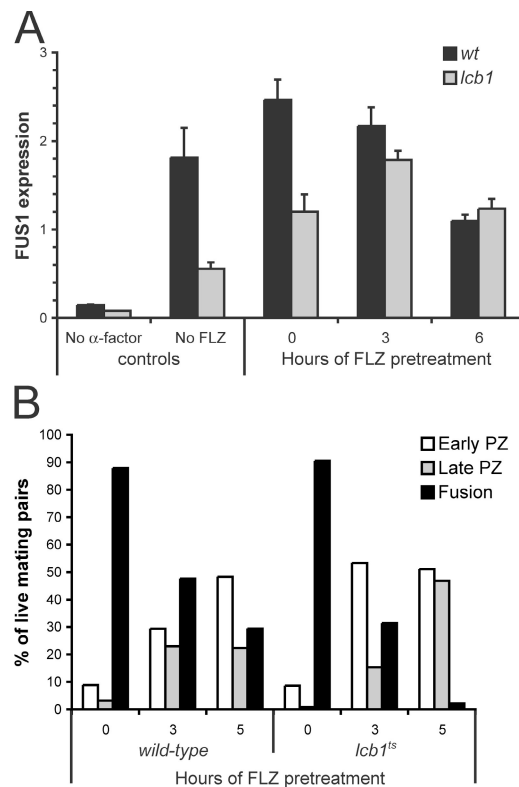 A
3
2
1
0
FUS1 expression
wt
lcb1
No α-factor
No FLZ
0
3
6
controls
Hours of FLZ pretreatment
B
100
90
80
70
60
50
40
30
20
10
0
% of live mating pairs
Early PZ
Late PZ
Fusion
0
3
5
0
3
5
wild-type
lcb1ts
Hours of FLZ pretreatment